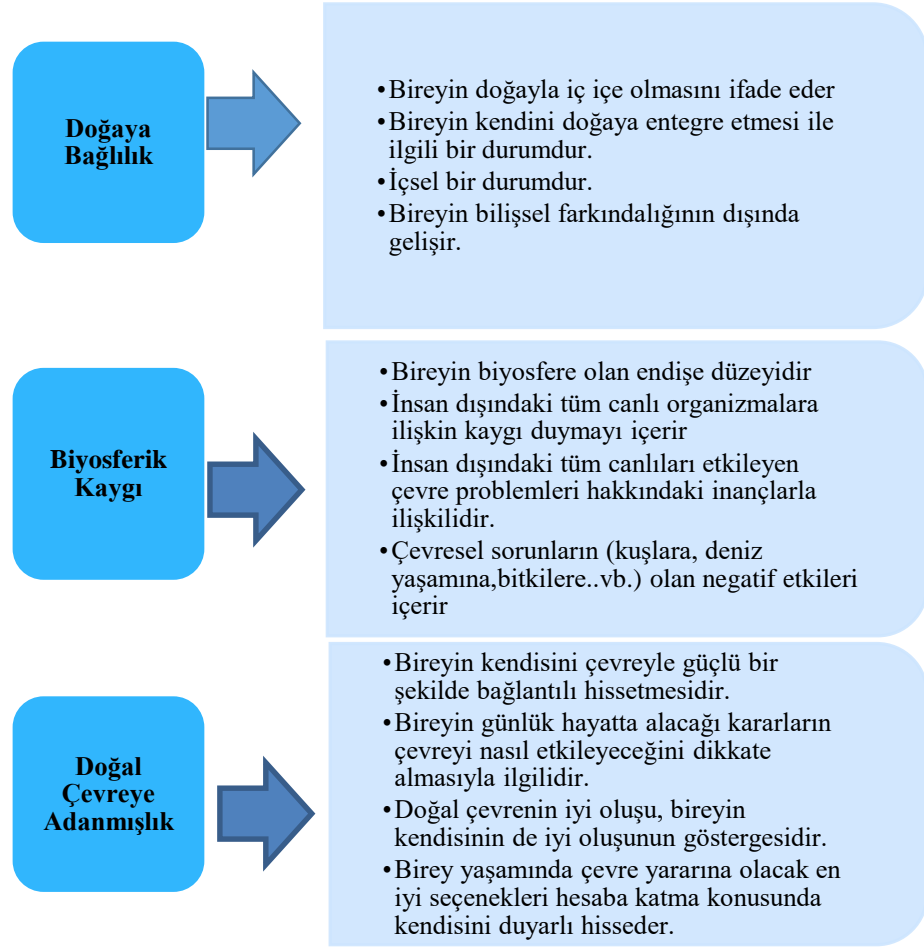 Doğaya
Bağlılık
•Bireyin doğayla iç içe olmasını ifade eder
•Bireyin kendini doğaya entegre etmesi ile
ilgili bir durumdur.
•İçsel bir durumdur.
•Bireyin bilişsel farkındalığının dışında
gelişir.
Biyosferik
Kaygı
•Bireyin biyosfere olan endişe düzeyidir
•İnsan dışındaki tüm canlı organizmalara
ilişkin kaygı duymayı içerir
•İnsan dışındaki tüm canlıları etkileyen
çevre problemleri hakkındaki inançlarla
ilişkilidir.
•Çevresel sorunların (kuşlara, deniz
yaşamına,bitkilere..vb.) olan negatif etkileri
içerir
Doğal
Çevreye
Adanmışlık
•Bireyin kendisini çevreyle güçlü bir
şekilde bağlantılı hissetmesidir.
•Bireyin günlük hayatta alacağı kararların
çevreyi nasıl etkileyeceğini dikkate
almasıyla ilgilidir.
•Doğal çevrenin iyi oluşu, bireyin
kendisinin de iyi oluşunun göstergesidir.
•Birey yaşamında çevre yararına olacak en
iyi seçenekleri hesaba katma konusunda
kendisini duyarlı hisseder.